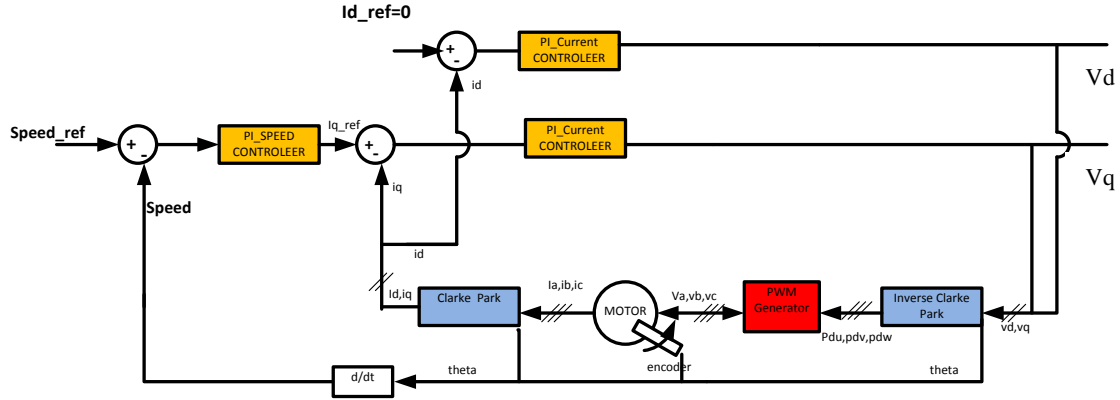 Id_ref=0
PI_Current
CONTROLEER
+
-
Vd
id
Speed_ref
+
-
PI_SPEED
CONTROLEER
Iq_ref
+
-
PI_Current
CONTROLEER
Vq
iq
Speed
id
Id,iq
Clarke Park
Ia,ib,ic
MOTOR
Va,vb,vc
PWM
Generator
Pdu,pdv,pdw
Inverse Clarke
Park
vd,vq
encoder
d/dt
theta
theta